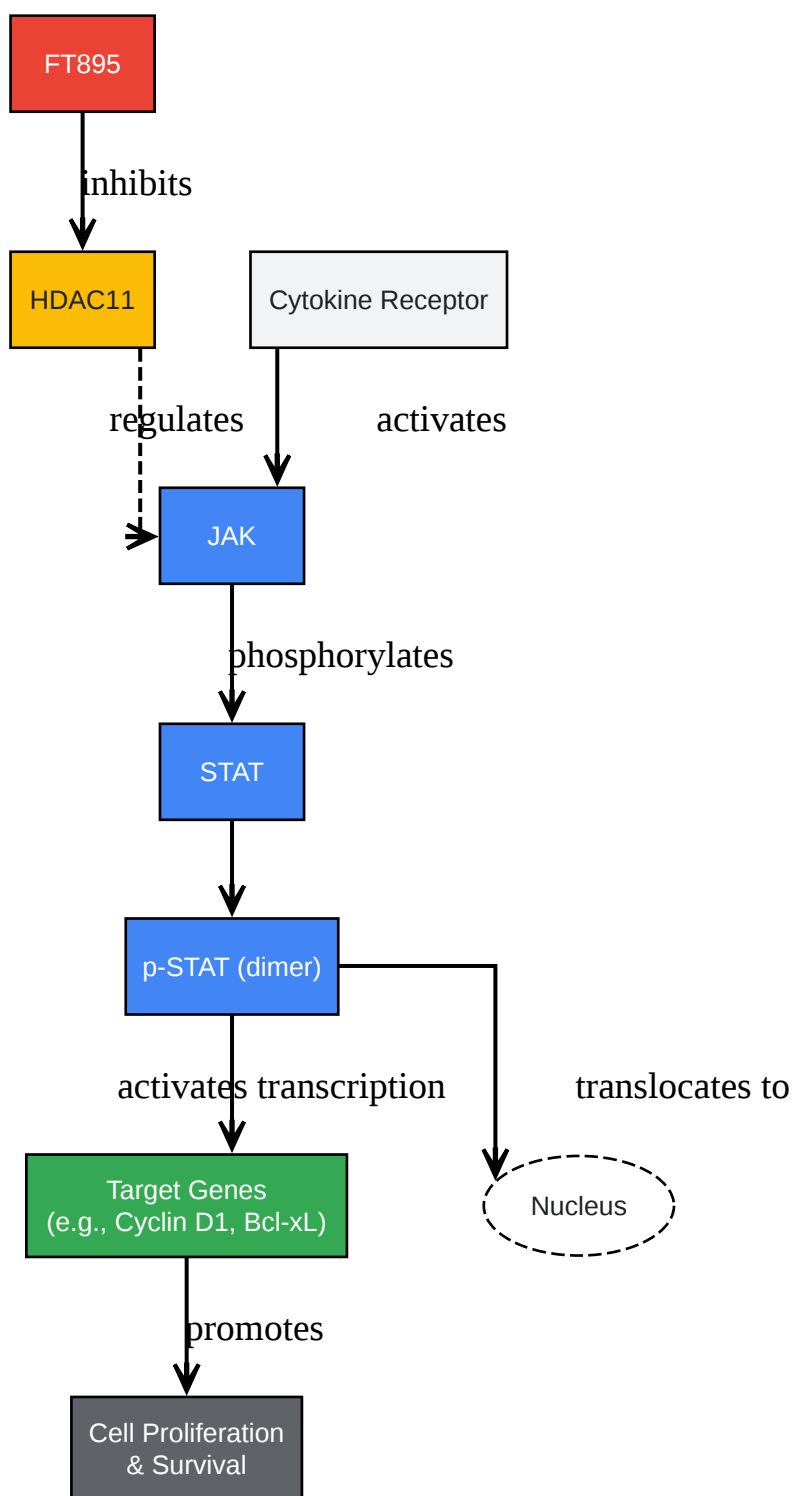 FT895
inhibits
HDAC11
Cytokine Receptor
regulates
activates
JAK
phosphorylates
STAT
p-STAT (dimer)
activates transcription
translocates to
Target Genes
(e.g., Cyclin D1, Bcl-xL)
Nucleus
promotes
Cell Proliferation
& Survival